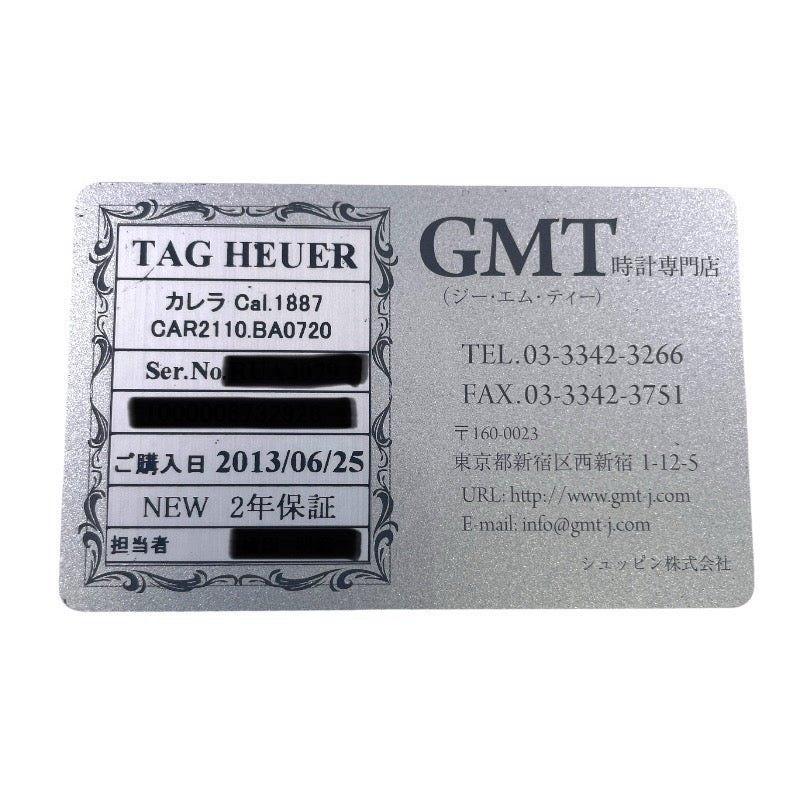 TAG HEUER
カレラ Cal.1887
CAR2110.BA0720
Ser.No.
ご購入日 2013/06/25
NEW 2年保証
担当者
GMT 時計専門店
(ジー・エム・ティー)
TEL.03-3342-3266
FAX.03-3342-3751
〒160-0023
東京都新宿区西新宿 1-12-5
URL: http://www.gmt-j.com
E-mail: info@gmt-j.com
シュッピン株式会社